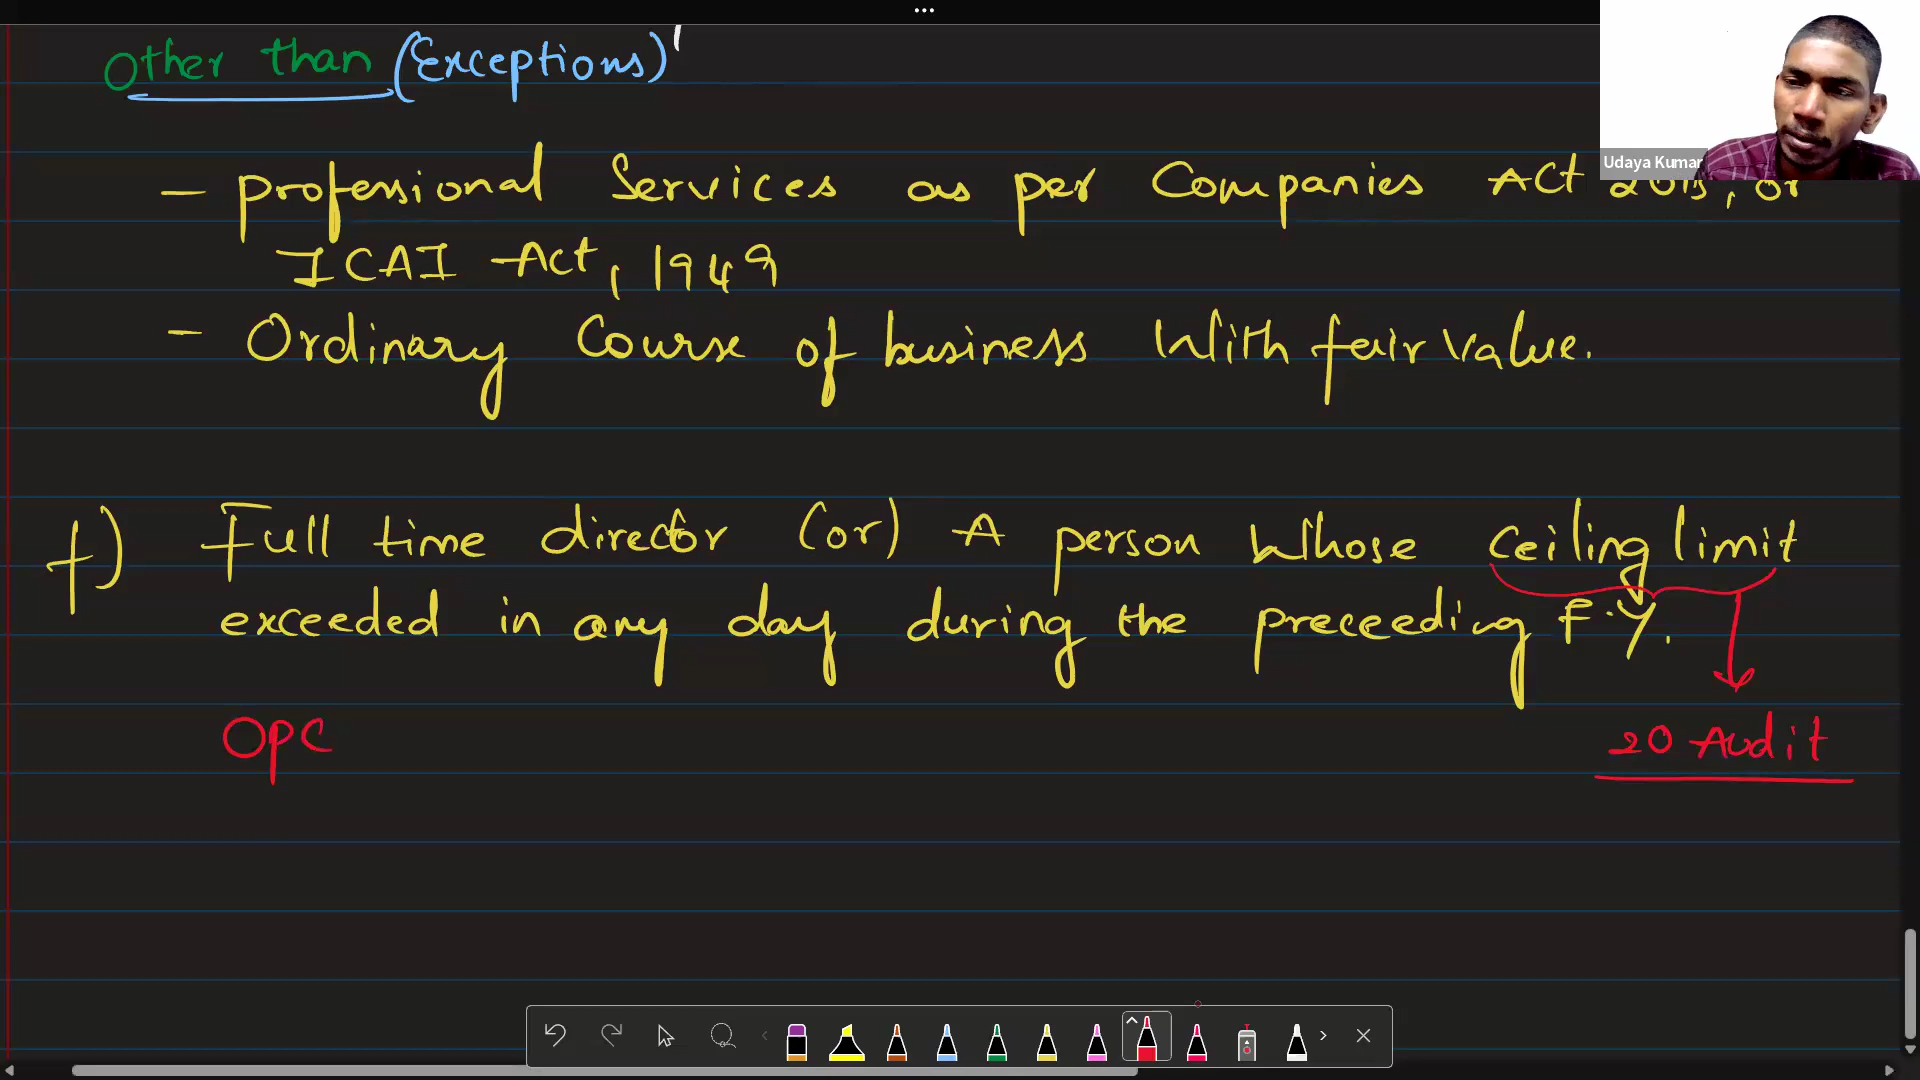 Other than (Exceptions)
- professional Services as per Companies Act 2013, or
ICAI Act, 1949
- Ordinary Course of business With fair Value.
f) Full time director (or) A person Whose ceiling limit
exceeded in any day during the preceeding F.Y.
OPC
20 Audit
Udaya Kumar